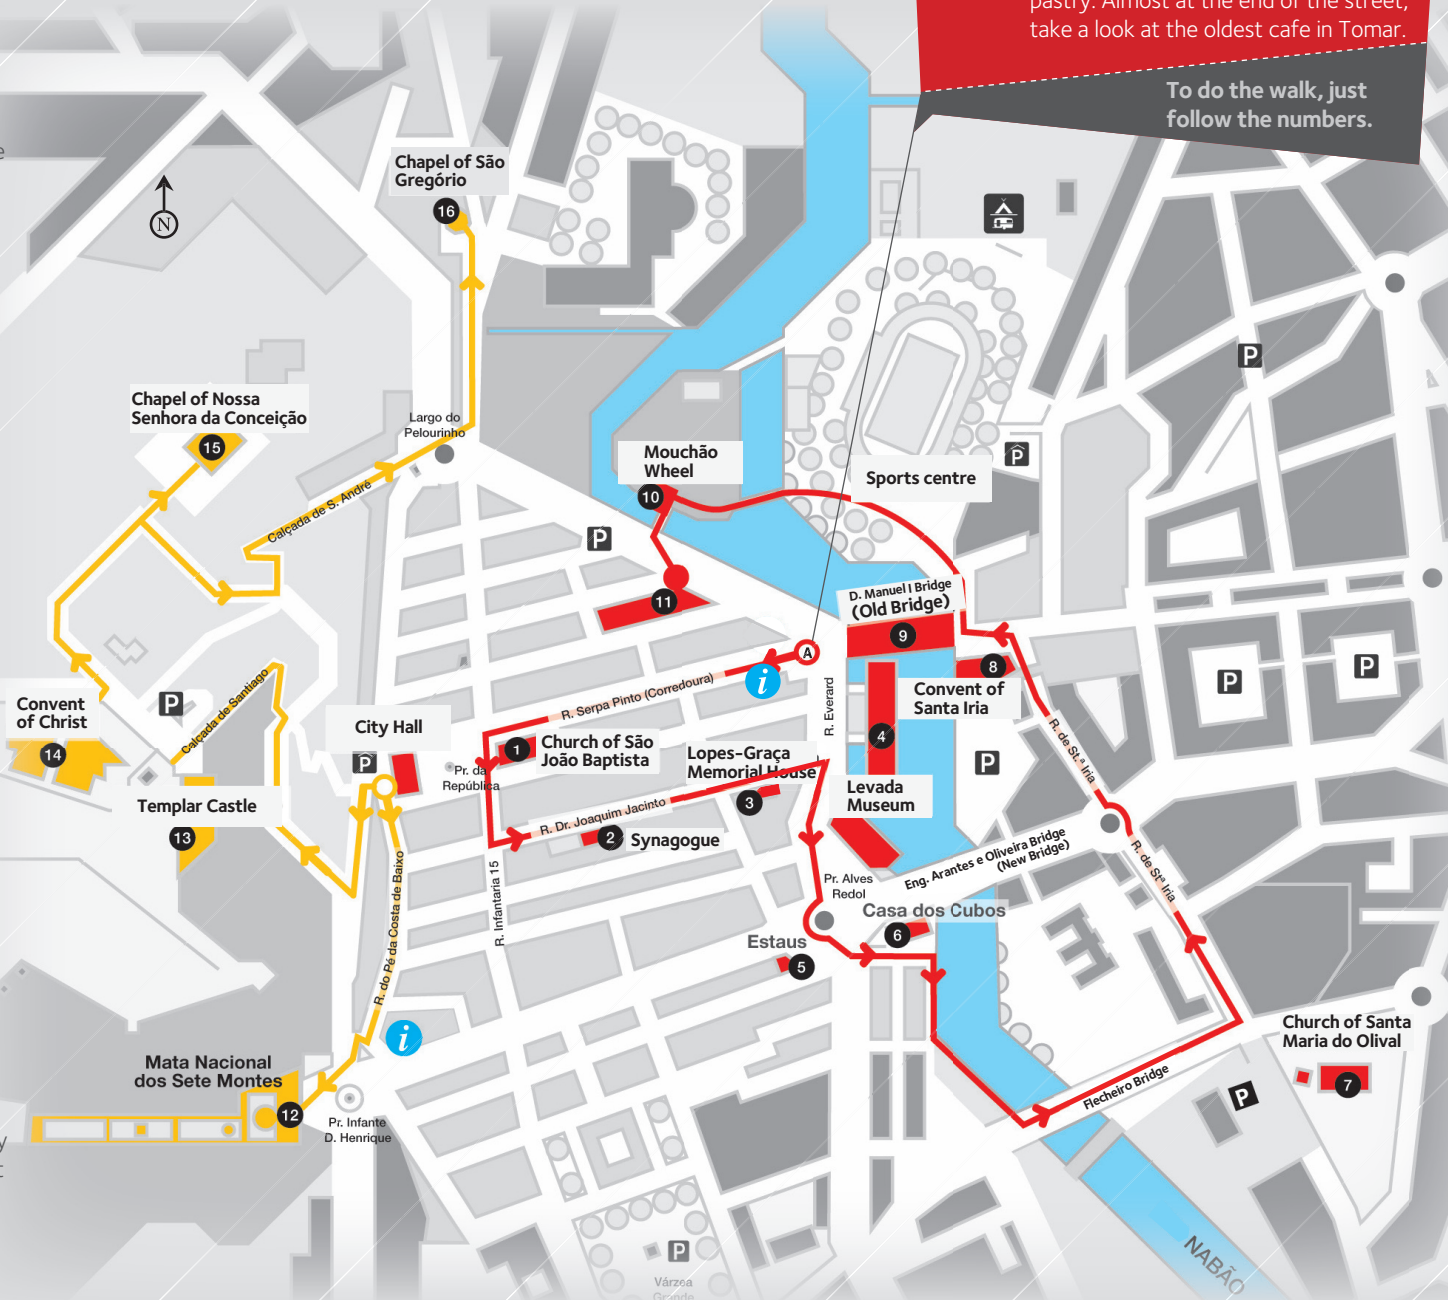 pastry. Almost at the end of the street,
take a look at the oldest cafe in Tomar.
To do the walk, just
follow the numbers.
e
Chapel of São
Gregório
16
N
P
Chapel of Nossa
Senhora da Conceição
15
Largo do
Pelourinho
Calçada de S. André
Mouchão
Wheel
10
P
Sports centre
P
11
D. Manuel I Bridge
(Old Bridge)
9
A
i
8
Convent of
Santa Iria
P
P
R. Serpa Pinto (Corredoura)
R. Everard
4
Convent
of Christ
14
P
Calçada de Santiago
City Hall
P
Pr. da
República
1
Church of São
João Baptista
Lopes-Graça
Memorial House
3
P
R. de St.ª Iria
Levada
Museum
Templar Castle
13
R. Dr. Joaquim Jacinto
2
Synagogue
Eng. Arantes e Oliveira Bridge
(New Bridge)
R. de Stª Iria
R. Infantaria 15
R. do Pé da Costa de Baixo
Pr. Alves
Redol
Casa dos Cubos
6
Estaus
5
i
Church of Santa
Maria do Olival
7
Mata Nacional
dos Sete Montes
12
Pr. Infante
D. Henrique
Flecheiro Bridge
P
y
P
Várzea
Grande
NABÃO